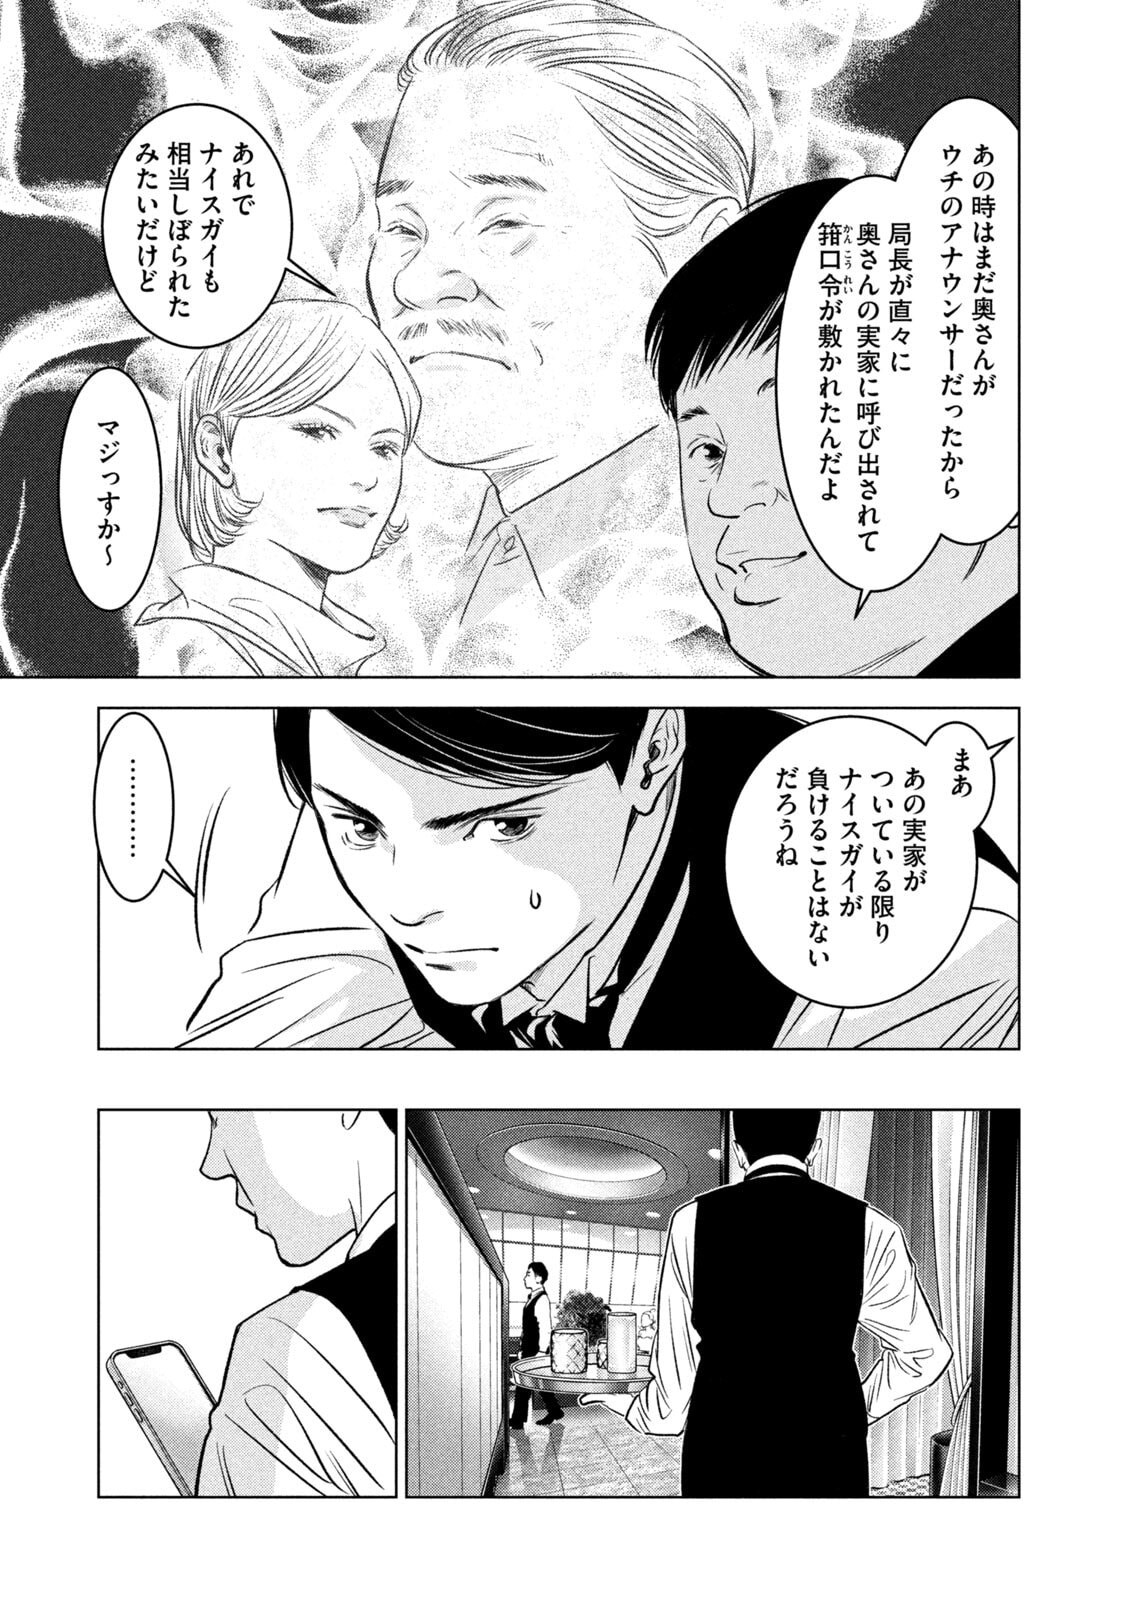 あの時はまだ奥さんが
ウチのアナウンサーだったから
局長が直々に
奥さんの実家に呼び出されて
箝口令が敷かれたんだよ
かんこうれい
あれで
ナイスガイも
相当しぼられた
みたいだけど
マジっすか〜
まあ
あの実家が
ついている限り
ナイスガイが
負けることはない
だろうね
…………